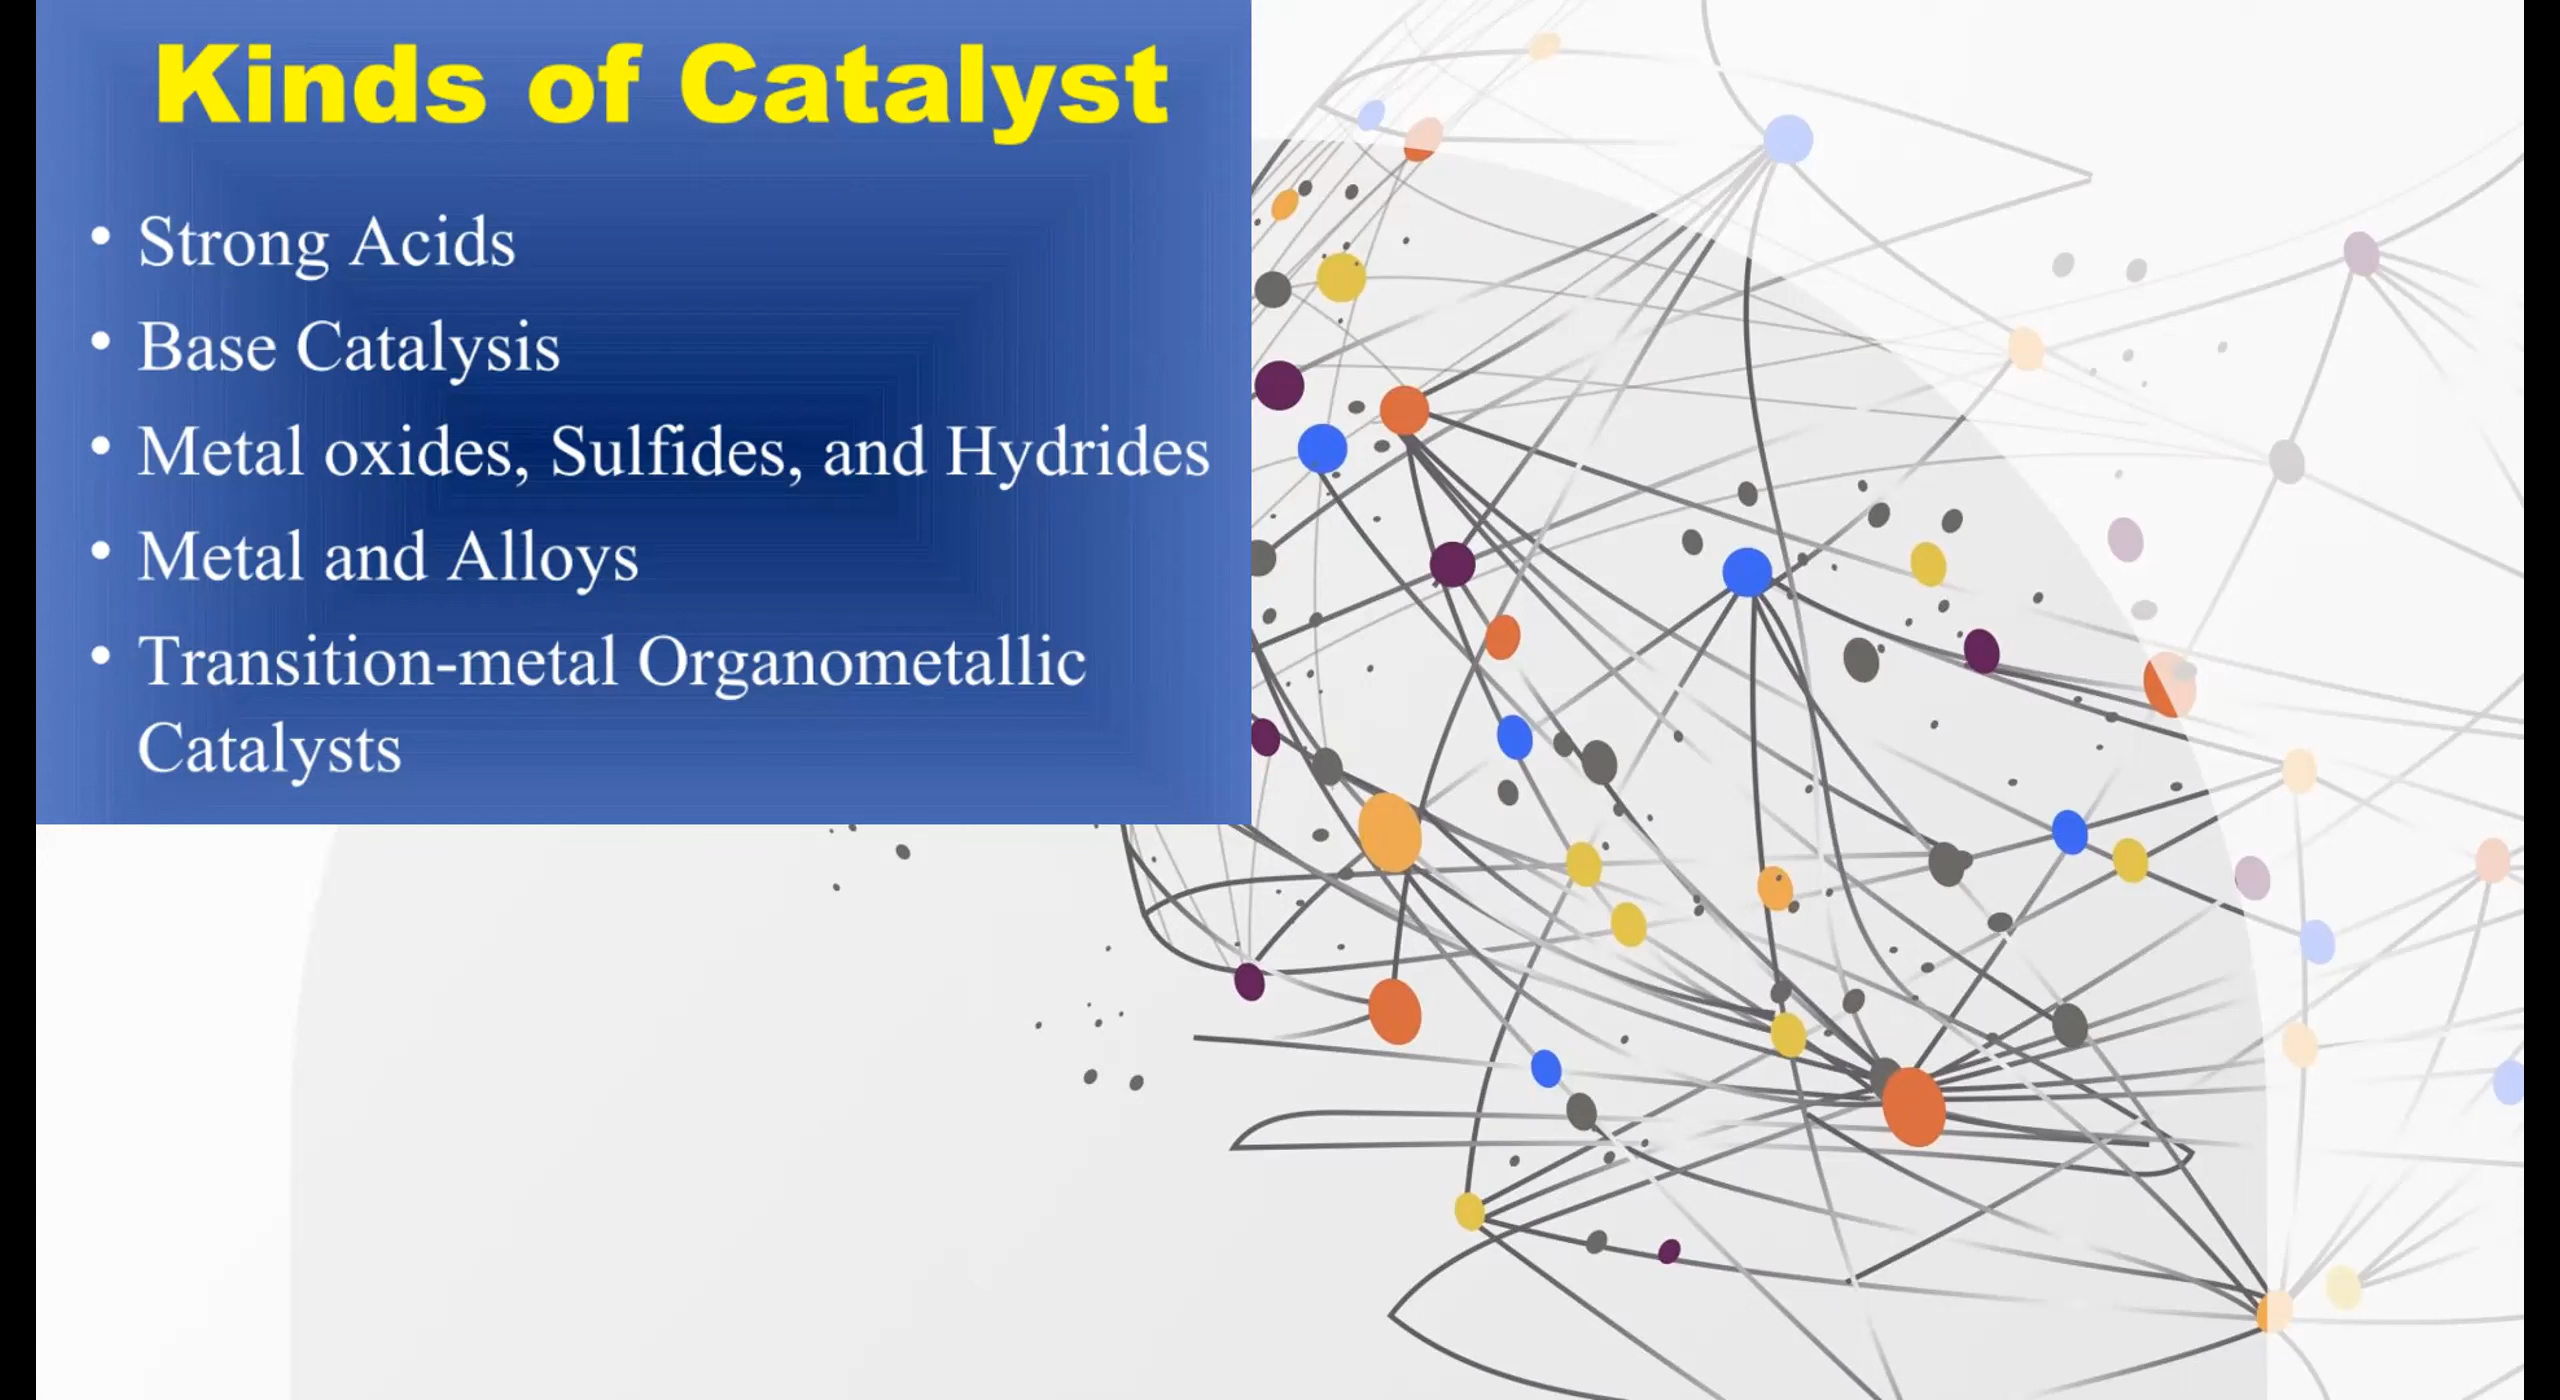 Kinds of Catalyst
• Strong Acids
• Base Catalysis
• Metal oxides, Sulfides, and Hydrides
• Metal and Alloys
• Transition-metal Organometallic
Catalysts